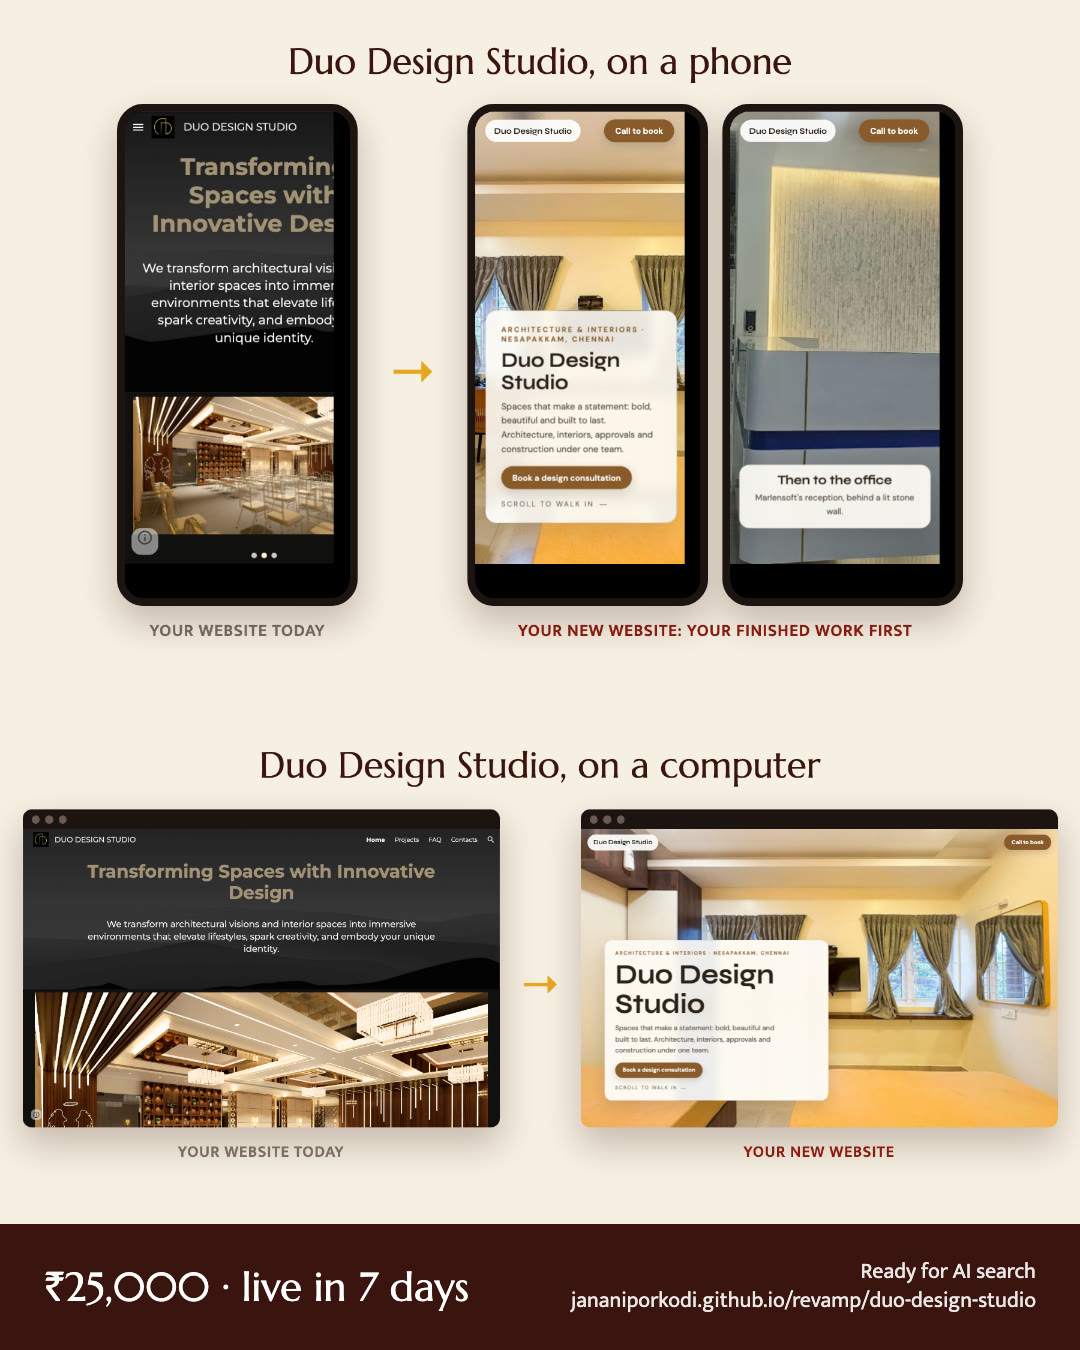 Duo Design Studio, on a phone
DUO DESIGN STUDIO
Transforming
Spaces with
Innovative Des
We transform architectural visi
interior spaces into immer
environments that elevate life
spark creativity, and embody
unique identity.
YOUR WEBSITE TODAY
Duo Design Studio
Call to book
ARCHITECTURE & INTERIORS ·
NESAPAKKAM, CHENNAI
Duo Design
Studio
Spaces that make a statement: bold,
beautiful and built to last.
Architecture, interiors, approvals and
construction under one team.
Book a design consultation
SCROLL TO WALK IN —
Duo Design Studio
Call to book
Then to the office
Marlensoft's reception, behind a lit stone
wall.
YOUR NEW WEBSITE: YOUR FINISHED WORK FIRST
Duo Design Studio, on a computer
DUO DESIGN STUDIO
Home Projects FAQ Contacts
Transforming Spaces with Innovative
Design
We transform architectural visions and interior spaces into immersive
environments that elevate lifestyles, spark creativity, and embody your unique
identity.
YOUR WEBSITE TODAY
Duo Design Studio
Call to book
ARCHITECTURE & INTERIORS · NESAPAKKAM, CHENNAI
Duo Design
Studio
Spaces that make a statement: bold, beautiful and
built to last. Architecture, interiors, approvals and
construction under one team.
Book a design consultation
SCROLL TO WALK IN —
YOUR NEW WEBSITE
₹25,000 · live in 7 days
Ready for AI search
jananiporkodi.github.io/revamp/duo-design-studio